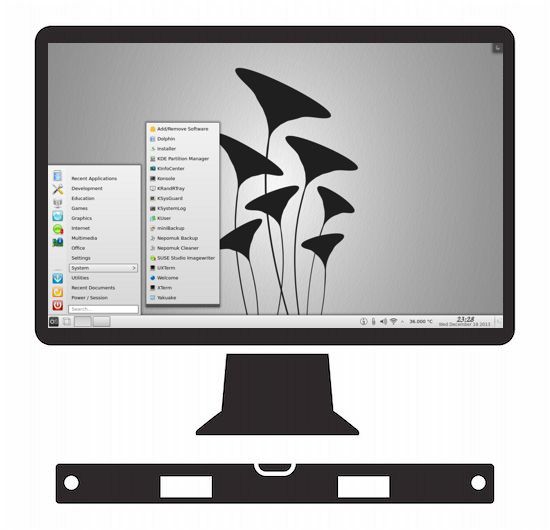 Add/Remove Software
Dolphin
Installer
KDE Partition Manager
KInfoCenter
Konsole
KRandRTray
KSysGuard
KSystemLog
KUser
miniBackup
Nepomuk Backup
Nepomuk Cleaner
SUSE Studio Imagewriter
UXTerm
Welcome
XTerm
Yakuake
Recent Applications
Development
Education
Games
Graphics
Internet
Multimedia
Office
Settings
System >
Utilities
Recent Documents
Power / Session
Search...
36.000 °C
23:28
Wed December 18 2013